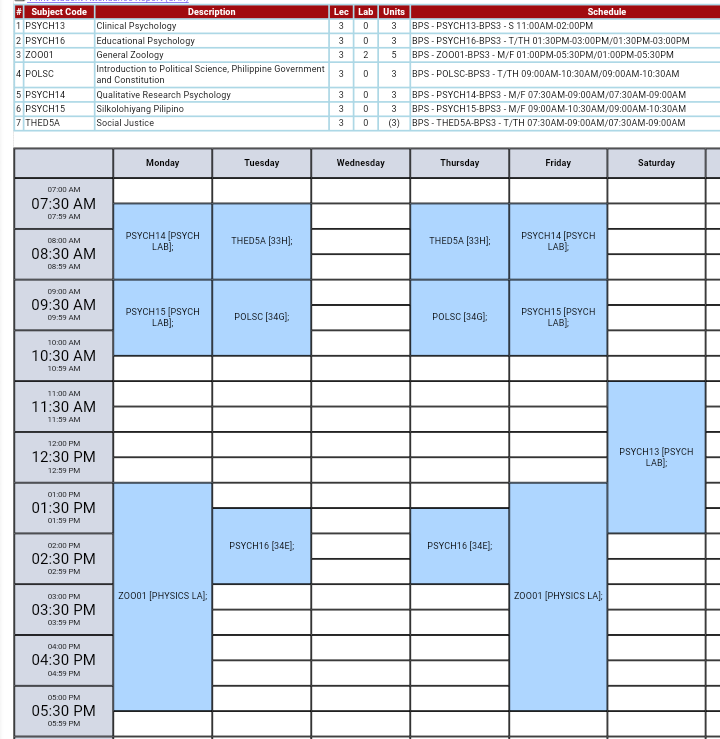 # Subject Code Description Lec Lab Units Schedule
1 PSYCH13 Clinical Psychology 3 0 3 BPS - PSYCH13-BPS3 - S 11:00AM-02:00PM
2 PSYCH16 Educational Psychology 3 0 3 BPS - PSYCH16-BPS3 - T/TH 01:30PM-03:00PM/01:30PM-03:00PM
3 ZOO01 General Zoology 3 2 5 BPS - ZOO01-BPS3 - M/F 01:00PM-05:30PM/01:00PM-05:30PM
4 POLSC Introduction to Political Science, Philippine Government and Constitution 3 0 3 BPS - POLSC-BPS3 - T/TH 09:00AM-10:30AM/09:00AM-10:30AM
5 PSYCH14 Qualitative Research Psychology 3 0 3 BPS - PSYCH14-BPS3 - M/F 07:30AM-09:00AM/07:30AM-09:00AM
6 PSYCH15 Silkolohiyang Pilipino 3 0 3 BPS - PSYCH15-BPS3 - M/F 09:00AM-10:30AM/09:00AM-10:30AM
7 THED5A Social Justice 3 0 (3) BPS - THED5A-BPS3 - T/TH 07:30AM-09:00AM/07:30AM-09:00AM
Monday Tuesday Wednesday Thursday Friday Saturday
07:00 AM
07:30 AM
07:59 AM
PSYCH14 [PSYCH LAB]; THED5A [33H]; THED5A [33H]; PSYCH14 [PSYCH LAB];
08:00 AM
08:30 AM
08:59 AM
09:00 AM
09:30 AM
09:59 AM
PSYCH15 [PSYCH LAB]; POLSC [34G]; POLSC [34G]; PSYCH15 [PSYCH LAB];
10:00 AM
10:30 AM
10:59 AM
11:00 AM
11:30 AM
11:59 AM
12:00 PM
12:30 PM
12:59 PM
PSYCH13 [PSYCH LAB];
01:00 PM
01:30 PM
01:59 PM
02:00 PM
02:30 PM
02:59 PM
PSYCH16 [34E]; PSYCH16 [34E];
03:00 PM
03:30 PM
03:59 PM
ZOO01 [PHYSICS LA]; ZOO01 [PHYSICS LA];
04:00 PM
04:30 PM
04:59 PM
05:00 PM
05:30 PM
05:59 PM